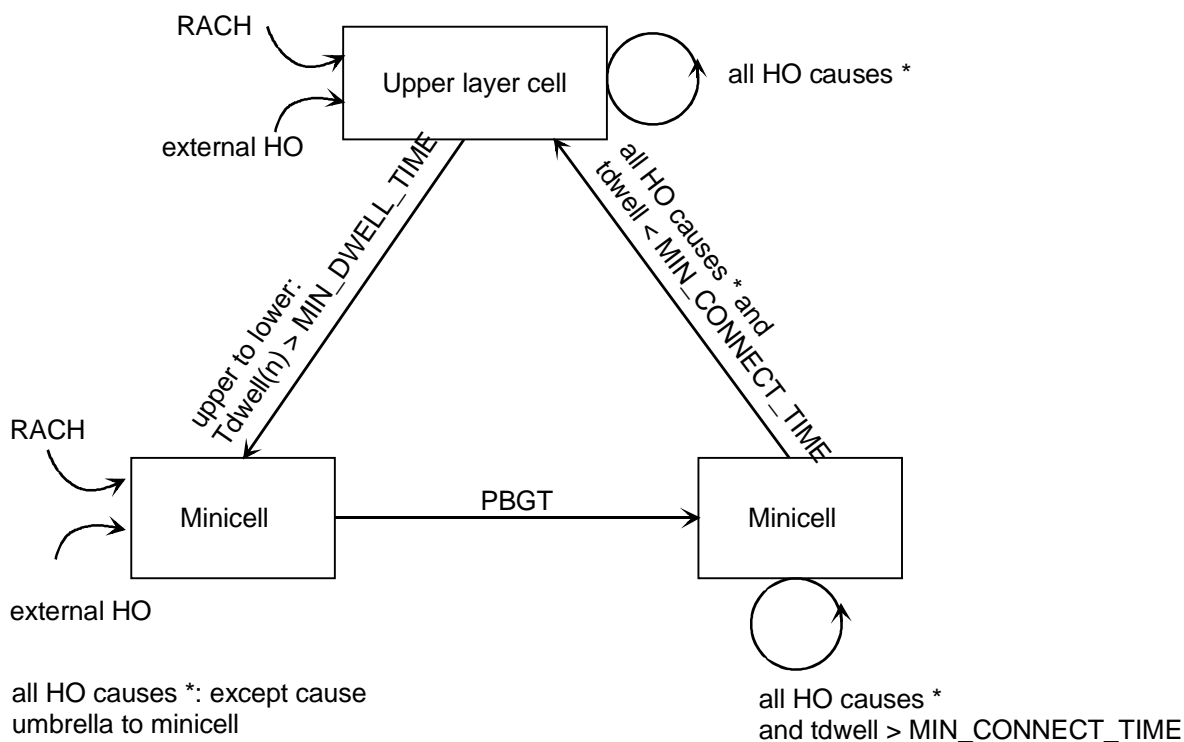 RACH
Upper layer cell
all HO causes *
external HO
all HO causes * and
tdwell < MIN_CONNECT_TIME
upper to lower:
Tdwell(n) > MIN_DWELL_TIME
RACH
Minicell
PBGT
Minicell
external HO
all HO causes *: except cause
umbrella to minicell
all HO causes *
and tdwell > MIN_CONNECT_TIME